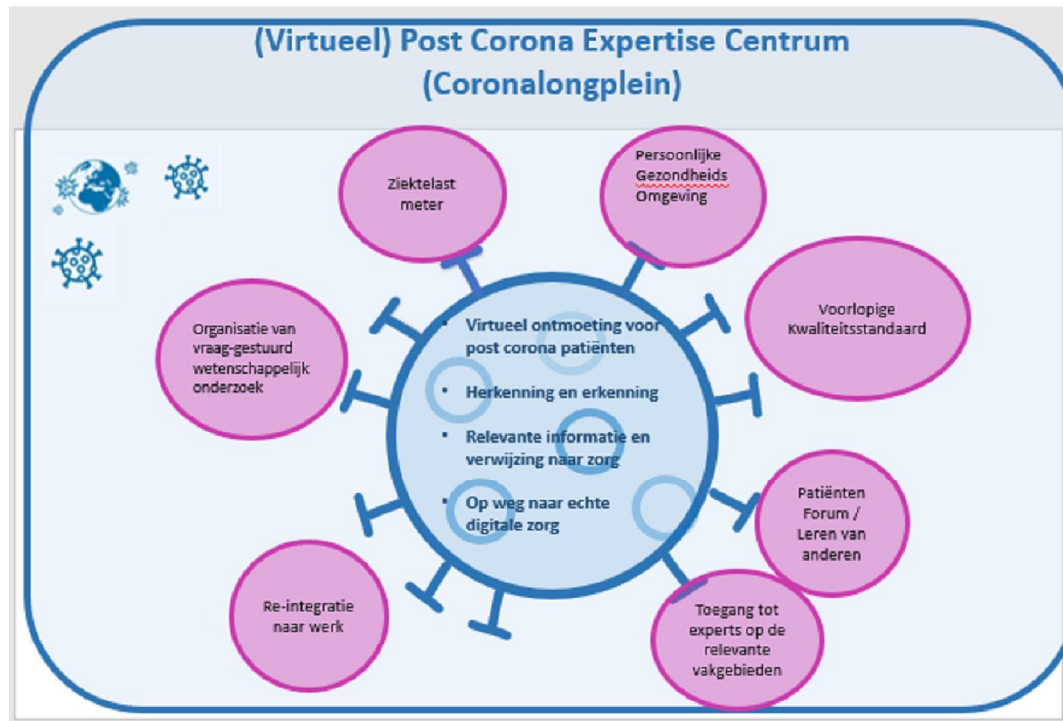 (Virtueel) Post Corona Expertise Centrum
(Coronalongplein)
Ziektelast
meter
Persoonlijke
Gezondheids
Omgeving
Organisatie van
vraag-gestuurd
wetenschappelijk
onderzoek
• Virtueel ontmoeting voor
post corona patiënten
• Herkenning en erkenning
• Relevante informatie en
verwijzing naar zorg
• Op weg naar echte
digitale zorg
Voorlopige
Kwaliteitsstandaard
Patiënten
Forum /
Leren van
anderen
Re-integratie
naar werk
Toegang tot
experts op de
relevante
vakgebieden